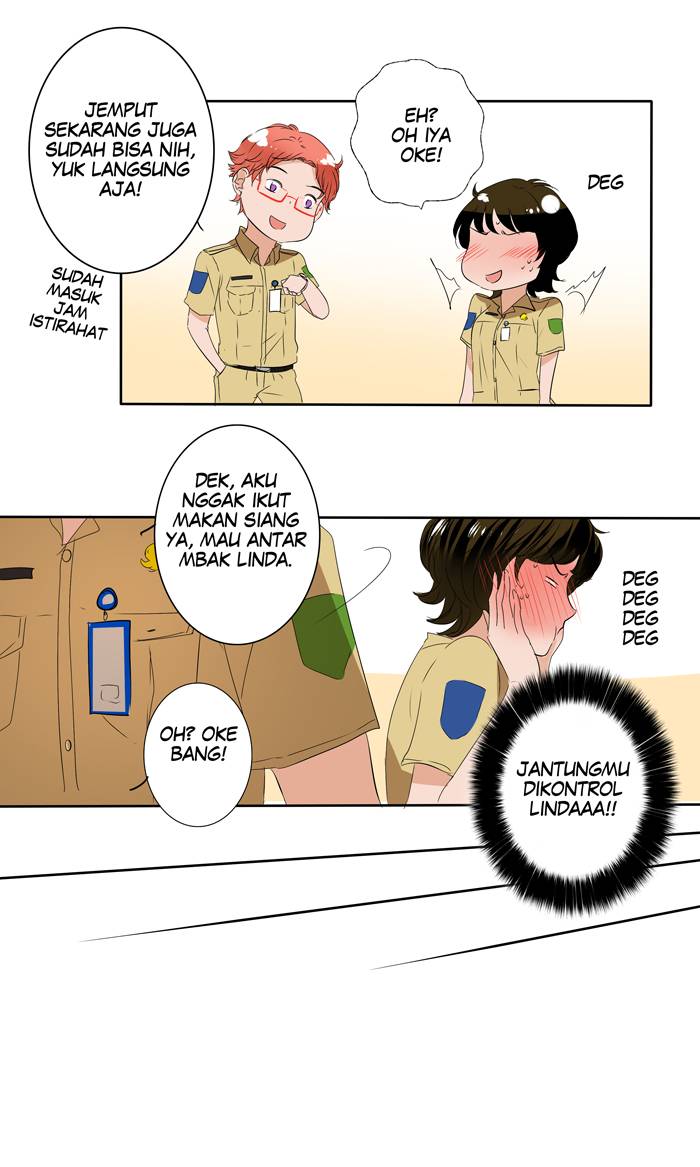 JEMPUT
SEKARANG JUGA
SUDAH BISA NIH,
YUK LANGSUNG
AJA!
SUDAH
MASUK
JAM
ISTIRAHAT
EH?
OH IYA
OKE!
DEG
DEK, AKU
NGGAK IKUT
MAKAN SIANG
YA, MAU ANTAR
MBAK LINDA.
OH? OKE
BANG!
DEG
DEG
DEG
DEG
JANTUNGMU
DIKONTROL
LINDAAA!!